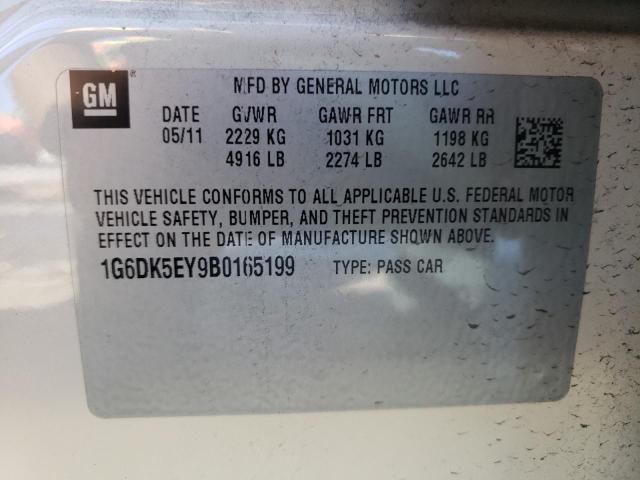 GM
MFD BY GENERAL MOTORS LLC
DATE GVWR GAWR FRT GAWR RR
05/11 2229 KG 1031 KG 1198 KG
4916 LB 2274 LB 2642 LB
THIS VEHICLE CONFORMS TO ALL APPLICABLE U.S. FEDERAL MOTOR
VEHICLE SAFETY, BUMPER, AND THEFT PREVENTION STANDARDS IN
EFFECT ON THE DATE OF MANUFACTURE SHOWN ABOVE.
1G6DK5EY9B0165199 TYPE: PASS CAR